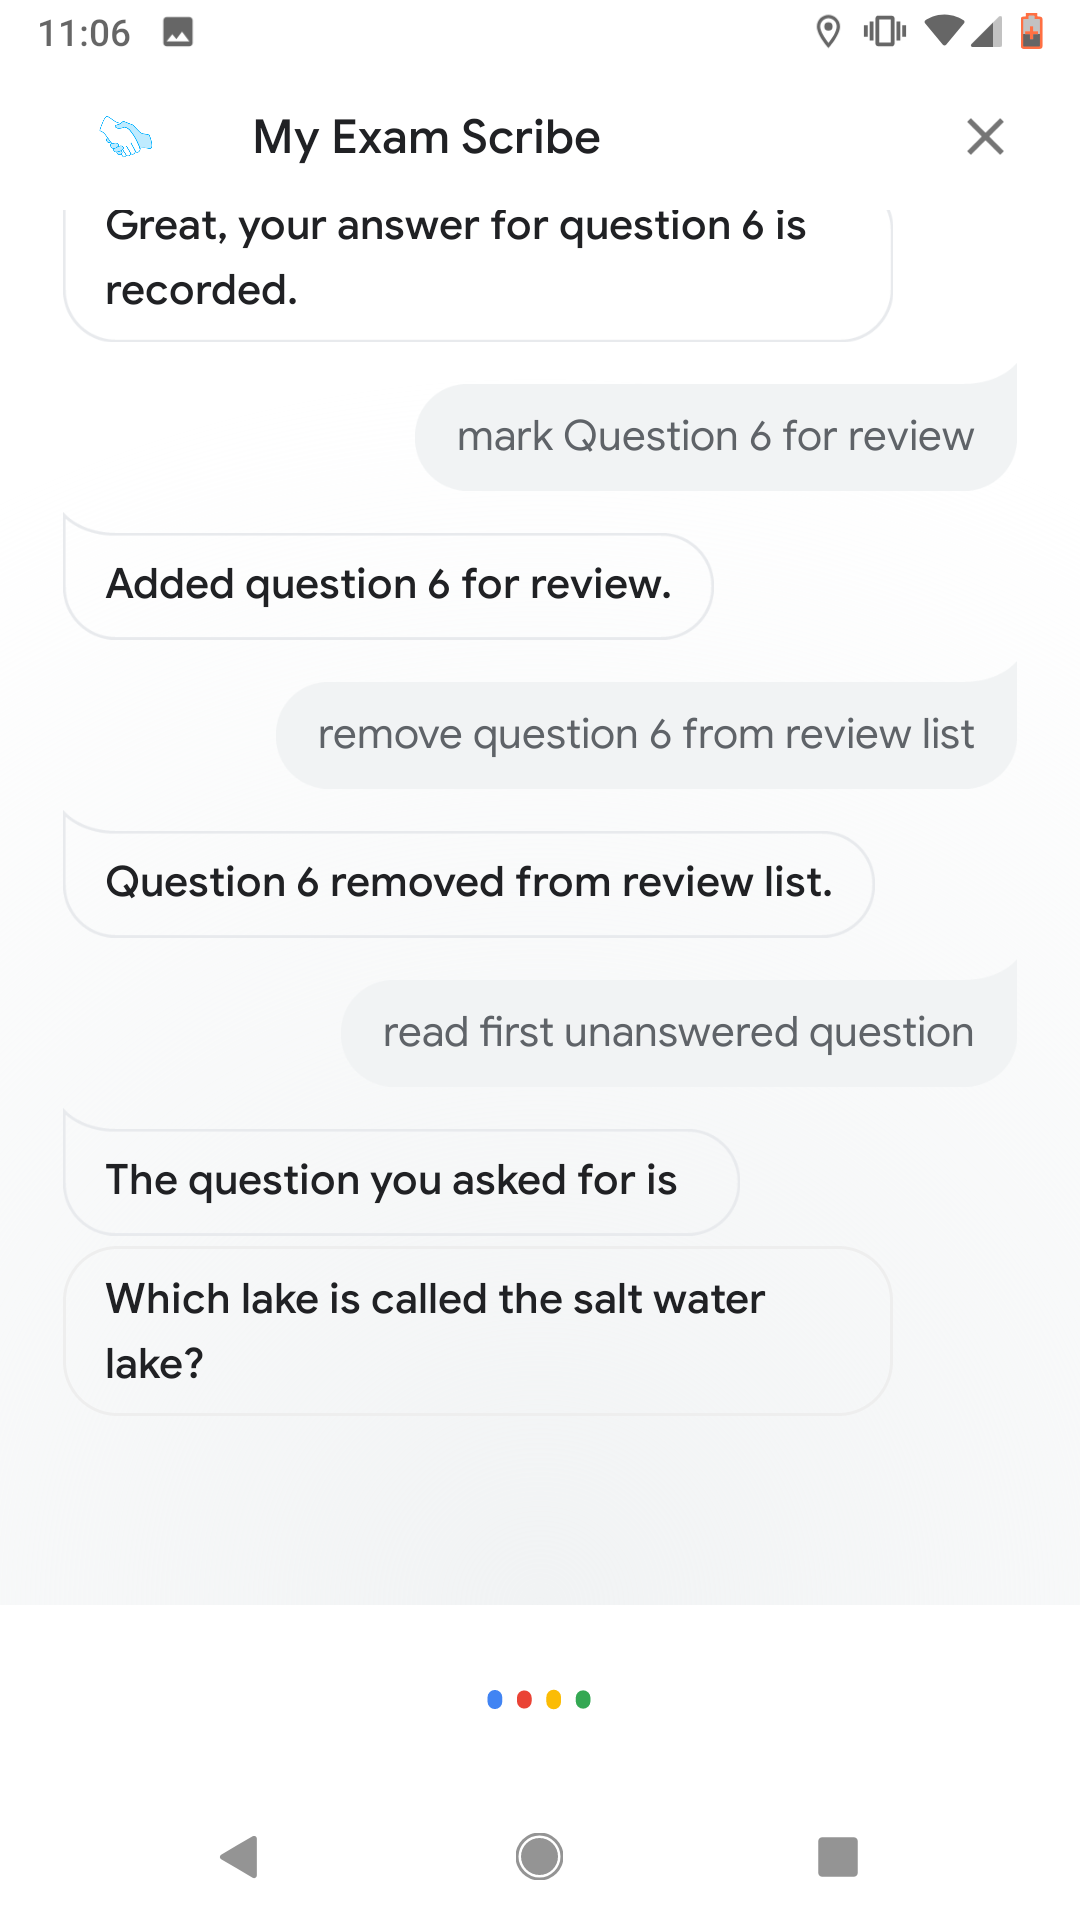 11:06
My Exam Scribe
Great, your answer for question 6 is
recorded.
mark Question 6 for review
Added question 6 for review.
remove question 6 from review list
Question 6 removed from review list.
read first unanswered question
The question you asked for is
Which lake is called the salt water
lake?